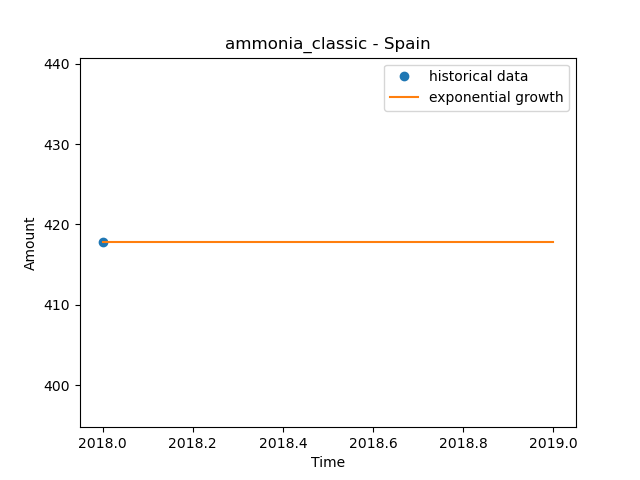 ammonia_classic - Spain
historical data
exponential growth
440
430
420
410
400
Amount
2018.0 2018.2 2018.4 2018.6 2018.8 2019.0
Time